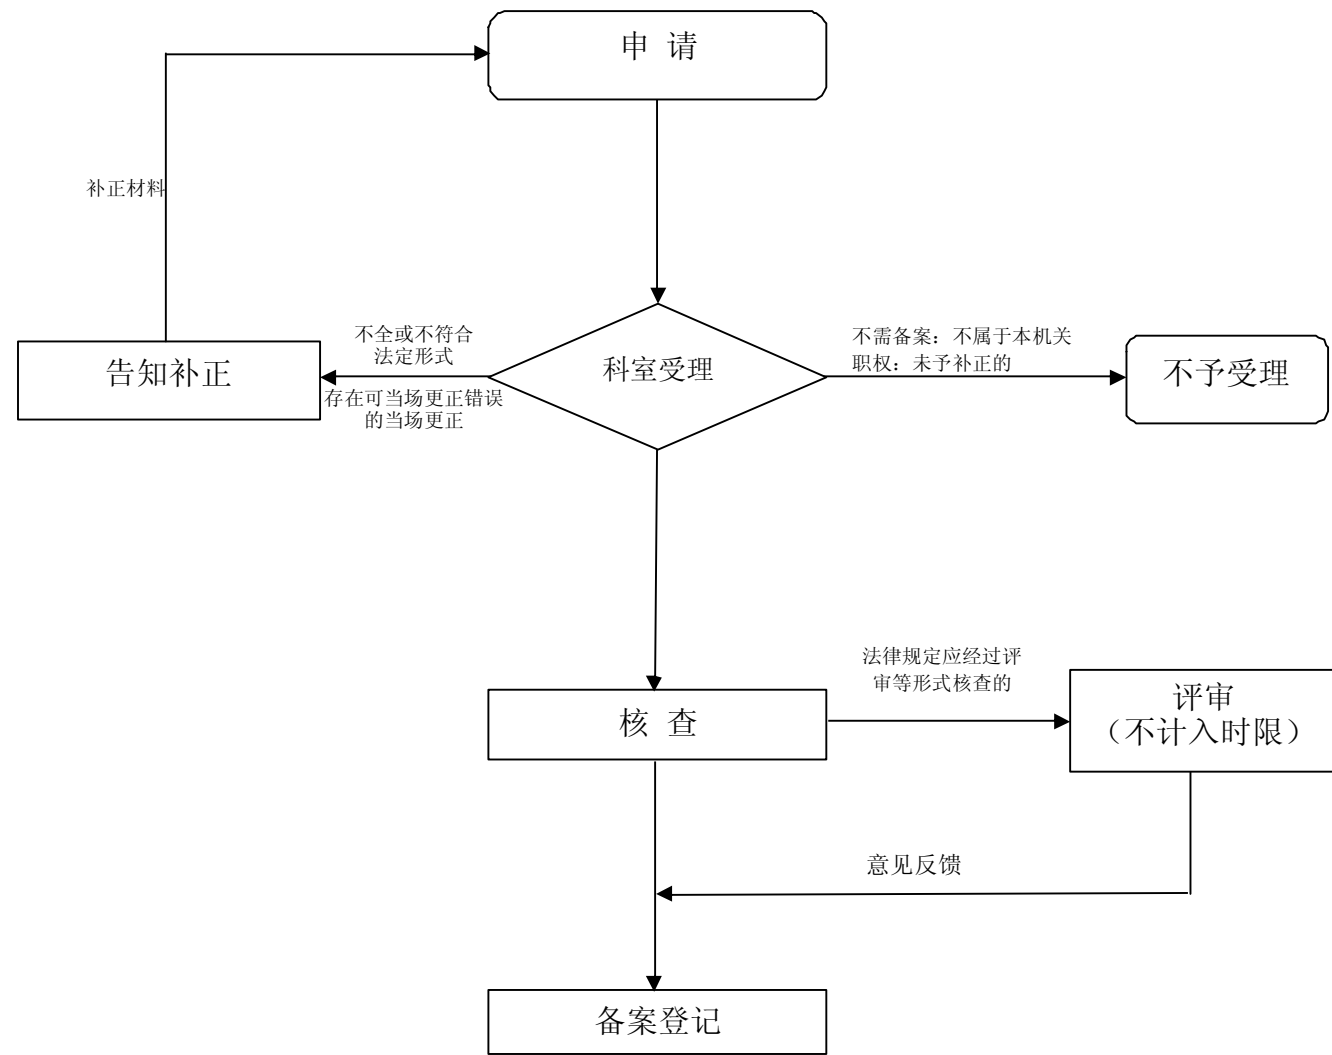 申 请
补正材料
不全或不符合
法定形式
不需备案：不属于本机关
职权：未予补正的
告知补正
科室受理
不予受理
存在可当场更正错误
的当场更正
法律规定应经过评
审等形式核查的
核 查
评审
（不计入时限）
意见反馈
备案登记